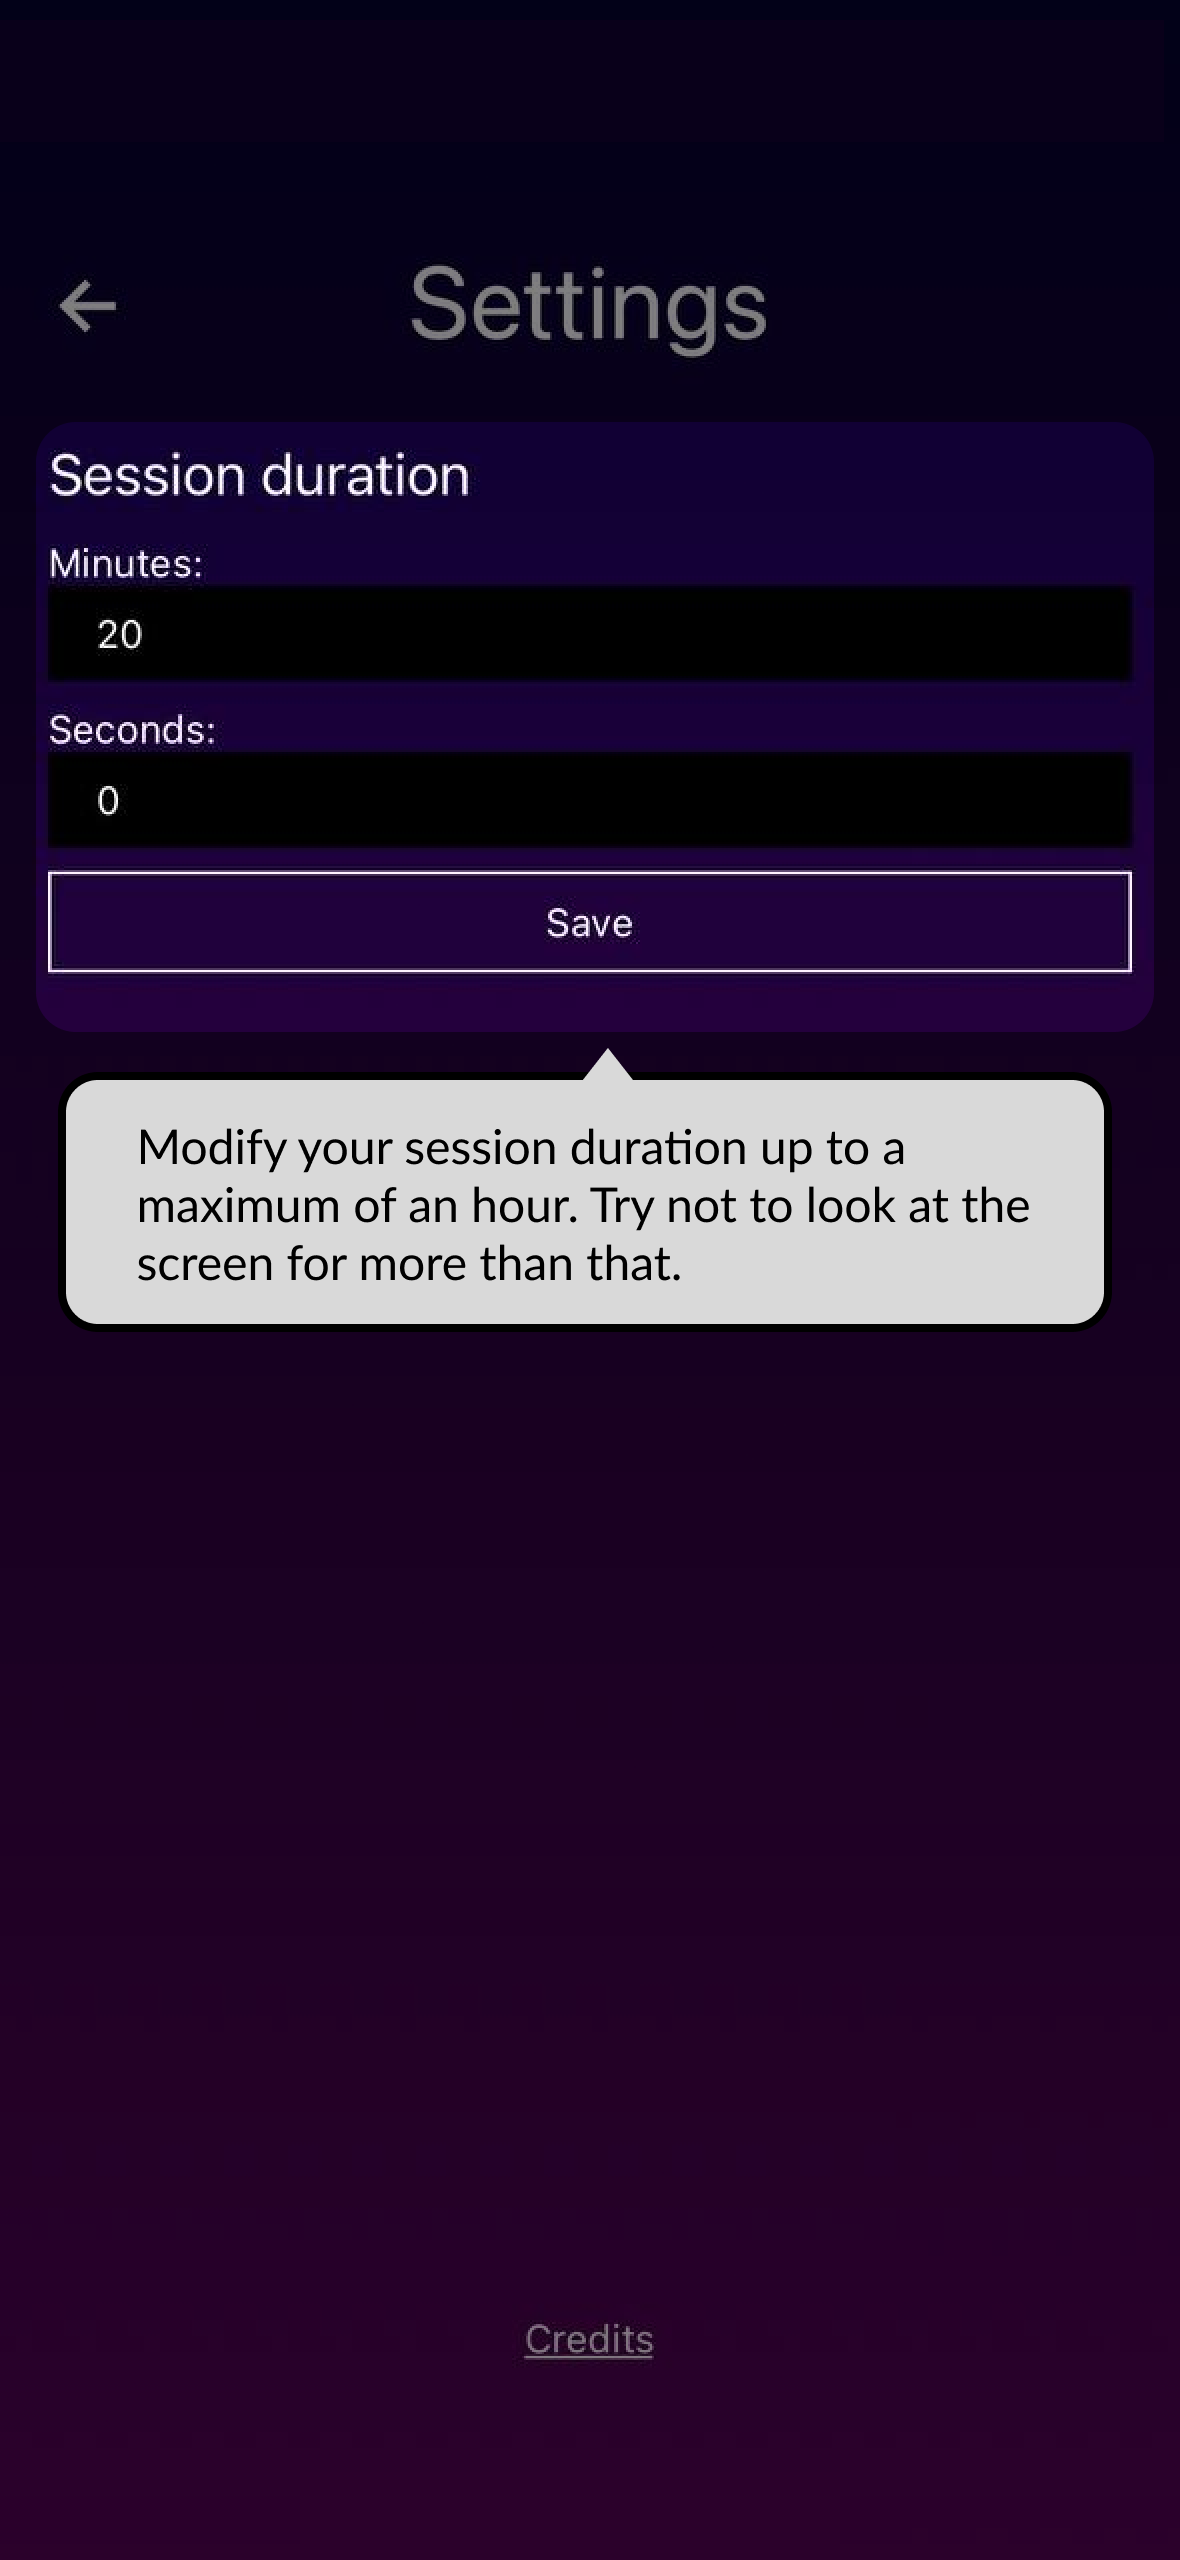 Settings
Session duration
Minutes:
20
Seconds:
0
Save
Modify your session duration up to a
maximum of an hour. Try not to look at the
screen for more than that.
Credits